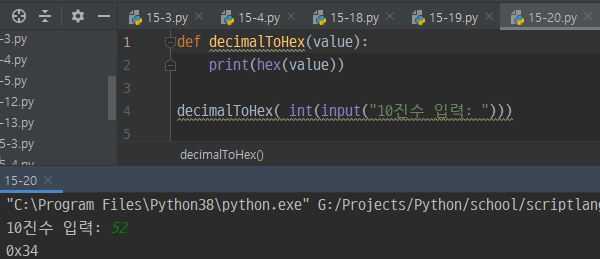 15-3.py 15-4.py 15-18.py 15-19.py 15-20.py
-3.py
-4.py
-5.py
-12.py
-13.py
5-3.py
5-4.py
1 def decimalToHex(value):
2 print(hex(value))
3
4 decimalToHex( int(input("10진수 입력: ")))
5
decimalToHex()
15-20
"C:\Program Files\Python38\python.exe" G:/Projects/Python/school/scriptlang
10진수 입력: 52
0x34